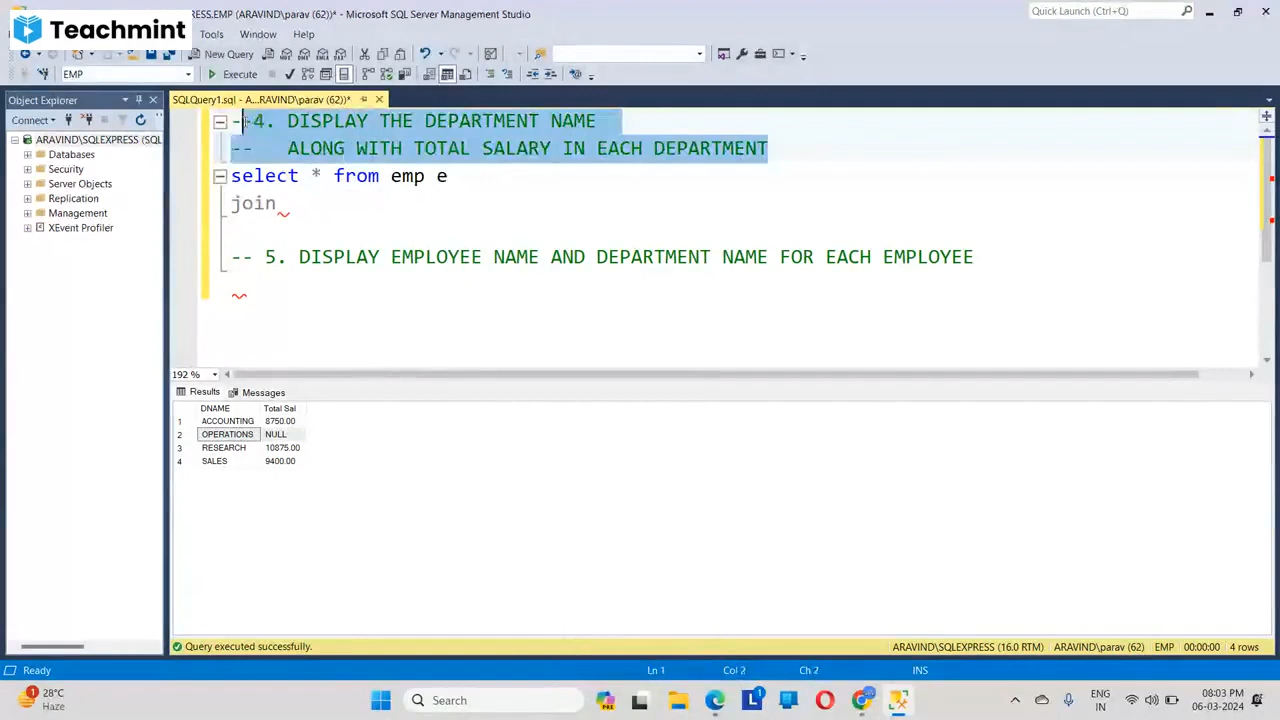 RESS.EMP (ARAVIND\parav (62))* - Microsoft SQL Server Management Studio
Quick Launch (Ctrl+Q)
Teachmint
Tools Window Help
New Query
EMP
Execute
Object Explorer
SQLQuery1.sql - A...RAVIND\parav (62))*
Connect
ARAVIND\SQLEXPRESS (SQL
Databases
Security
Server Objects
Replication
Management
XEvent Profiler
--4. DISPLAY THE DEPARTMENT NAME
-- ALONG WITH TOTAL SALARY IN EACH DEPARTMENT
select * from emp e
join
-- 5. DISPLAY EMPLOYEE NAME AND DEPARTMENT NAME FOR EACH EMPLOYEE
192 %
Results Messages
DNAME Total Sal
1 ACCOUNTING 8750.00
2 OPERATIONS NULL
3 RESEARCH 10875.00
4 SALES 9400.00
Query executed successfully.
ARAVIND\SQLEXPRESS (16.0 RTM) ARAVIND\parav (62) EMP 00:00:00 4 rows
Ready
Ln 1 Col 2 Ch 2 INS
28°C
Haze
Search
ENG
IN
08:03 PM
06-03-2024